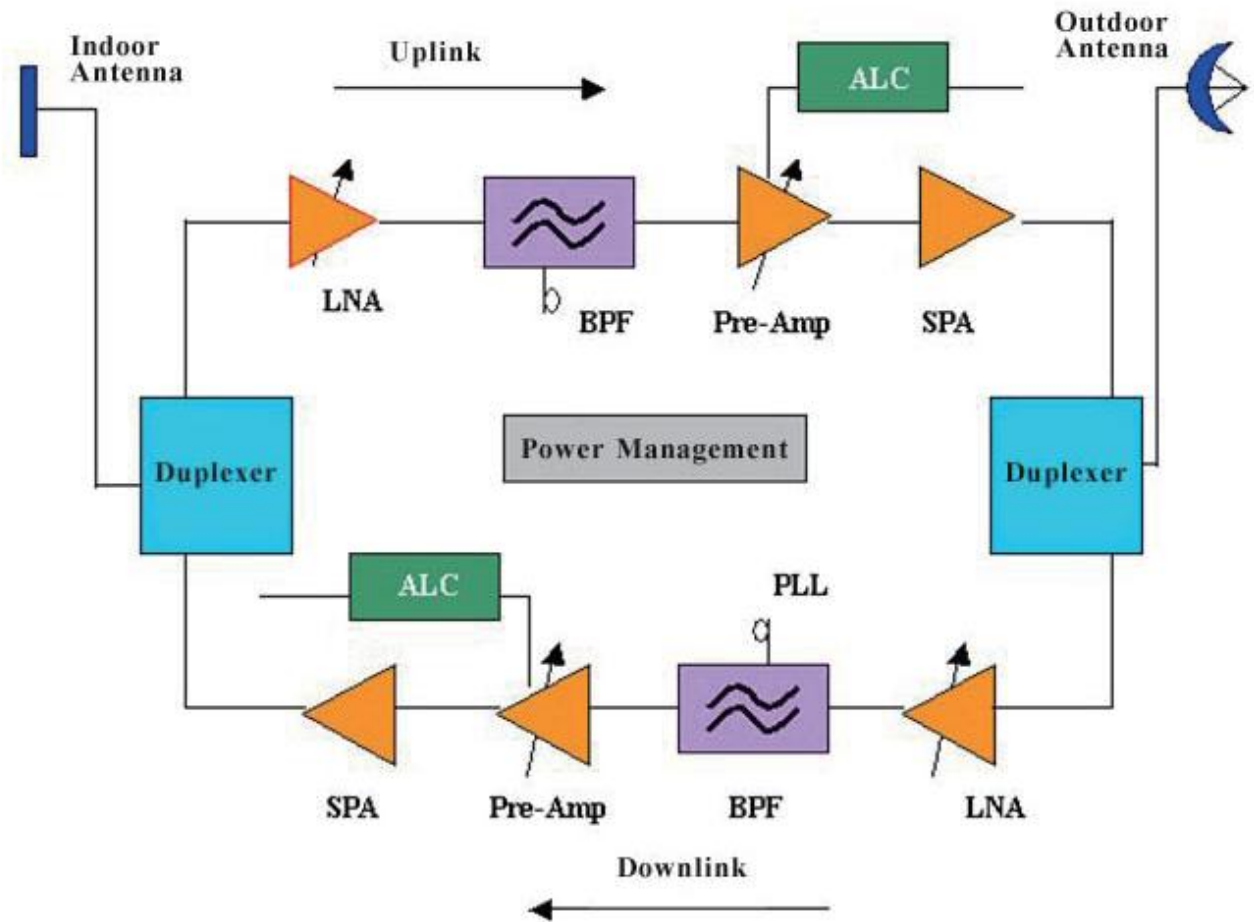 Indoor
Antenna
Uplink
Outdoor
Antenna
ALC
LNA
BPF
Pre-Amp
SPA
Power Management
Duplexer
Duplexer
ALC
PLL
SPA
Pre-Amp
BPF
LNA
Downlink